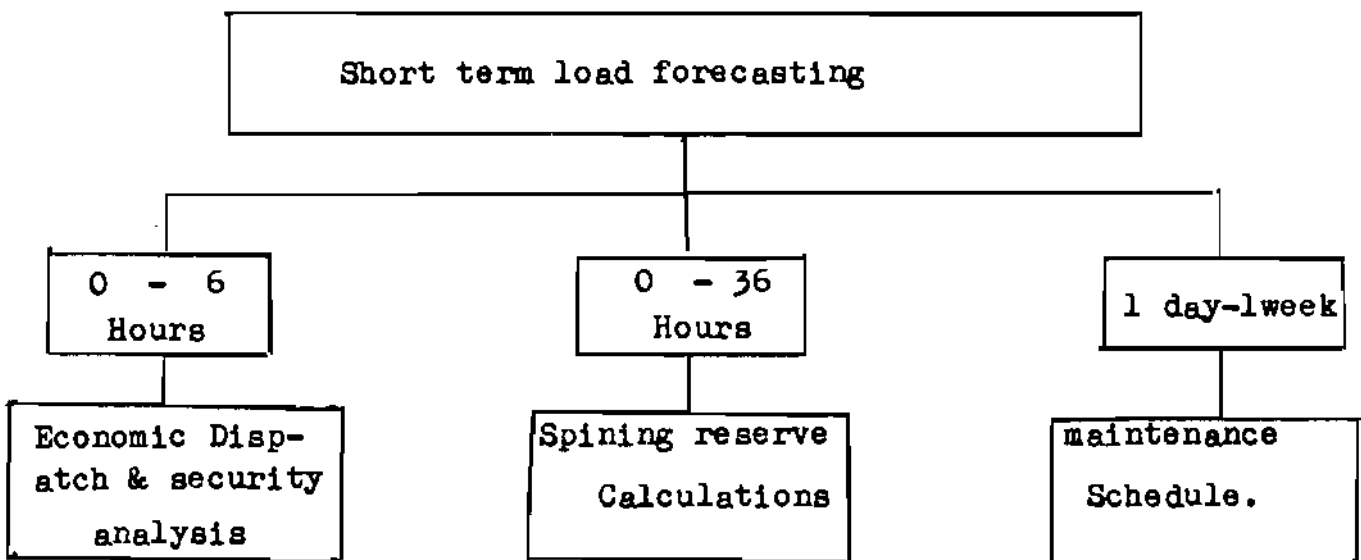 Short term load forecasting
0 - 6
Hours
0 - 36
Hours
1 day-1week
Economic Disp-
atch & security
analysis
Spining reserve
Calculations
maintenance
Schedule.